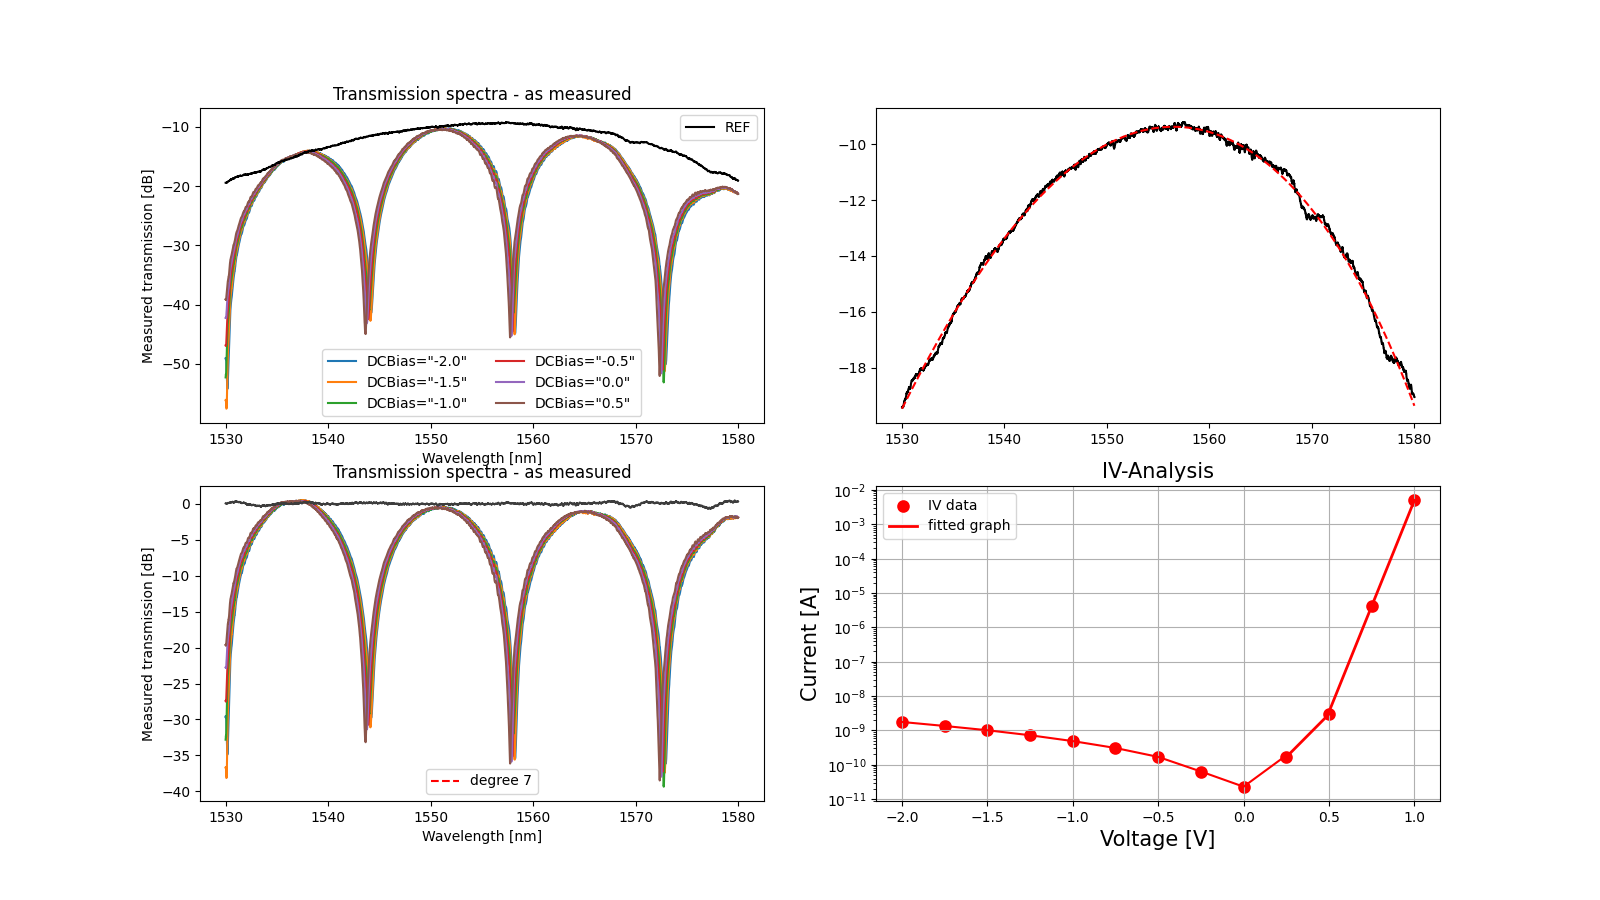 Transmission spectra - as measured
Measured transmission [dB]
−10
−20
−30
−40
−50
REF
DCBias="-2.0"
DCBias="-1.5"
DCBias="-1.0"
DCBias="-0.5"
DCBias="0.0"
DCBias="0.5"
1530 1540 1550 1560 1570 1580
Wavelength [nm]
−10
−12
−14
−16
−18
1530 1540 1550 1560 1570 1580
Transmission spectra - as measured
Measured transmission [dB]
0
−5
−10
−15
−20
−25
−30
−35
−40
degree 7
1530 1540 1550 1560 1570 1580
Wavelength [nm]
IV-Analysis
Current [A]
10⁻²
10⁻³
10⁻⁴
10⁻⁵
10⁻⁶
10⁻⁷
10⁻⁸
10⁻⁹
10⁻¹⁰
10⁻¹¹
IV data
fitted graph
−2.0 −1.5 −1.0 −0.5 0.0 0.5 1.0
Voltage [V]